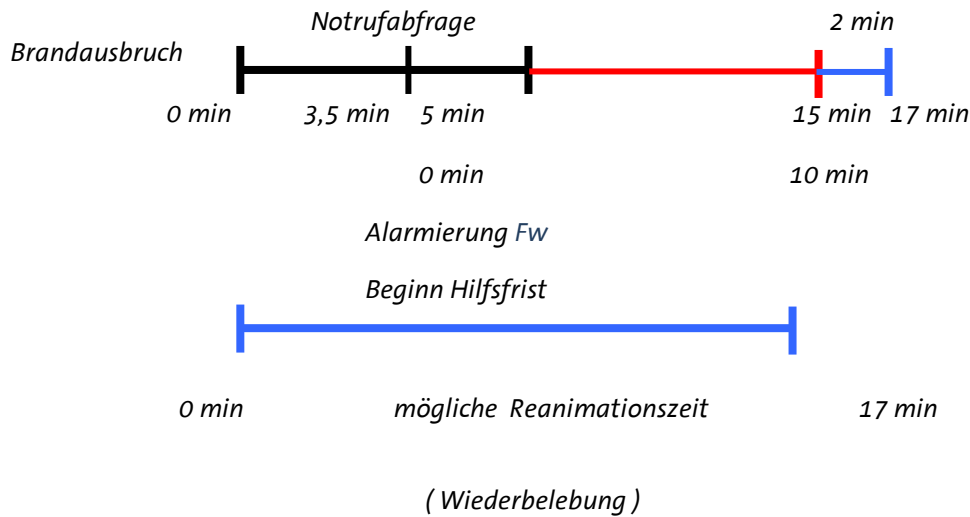 Notrufabfrage 2 min
Brandausbruch
0 min 3,5 min 5 min 15 min 17 min
0 min 10 min
Alarmierung Fw
Beginn Hilfsfrist
0 min mögliche Reanimationszeit 17 min
( Wiederbelebung )